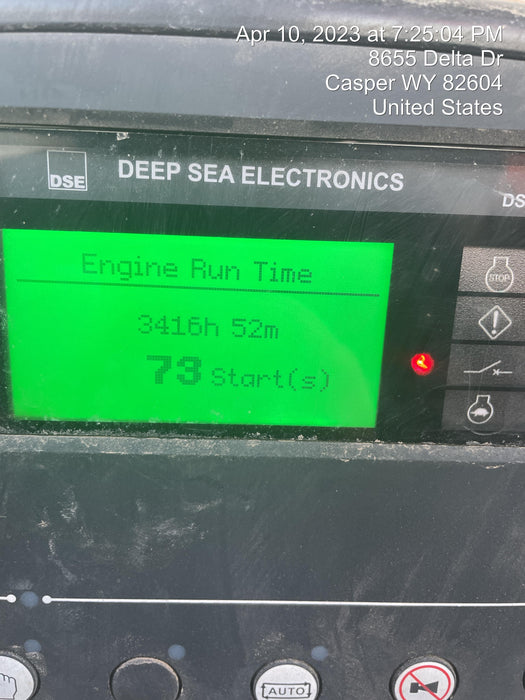 Apr 10, 2023 at 7:25:04 PM
8655 Delta Dr
Casper WY 82604
United States
DSE
DEEP SEA ELECTRONICS
DS
Engine Run Time
STOP
3416h 52m
73 Start(s)
AUTO